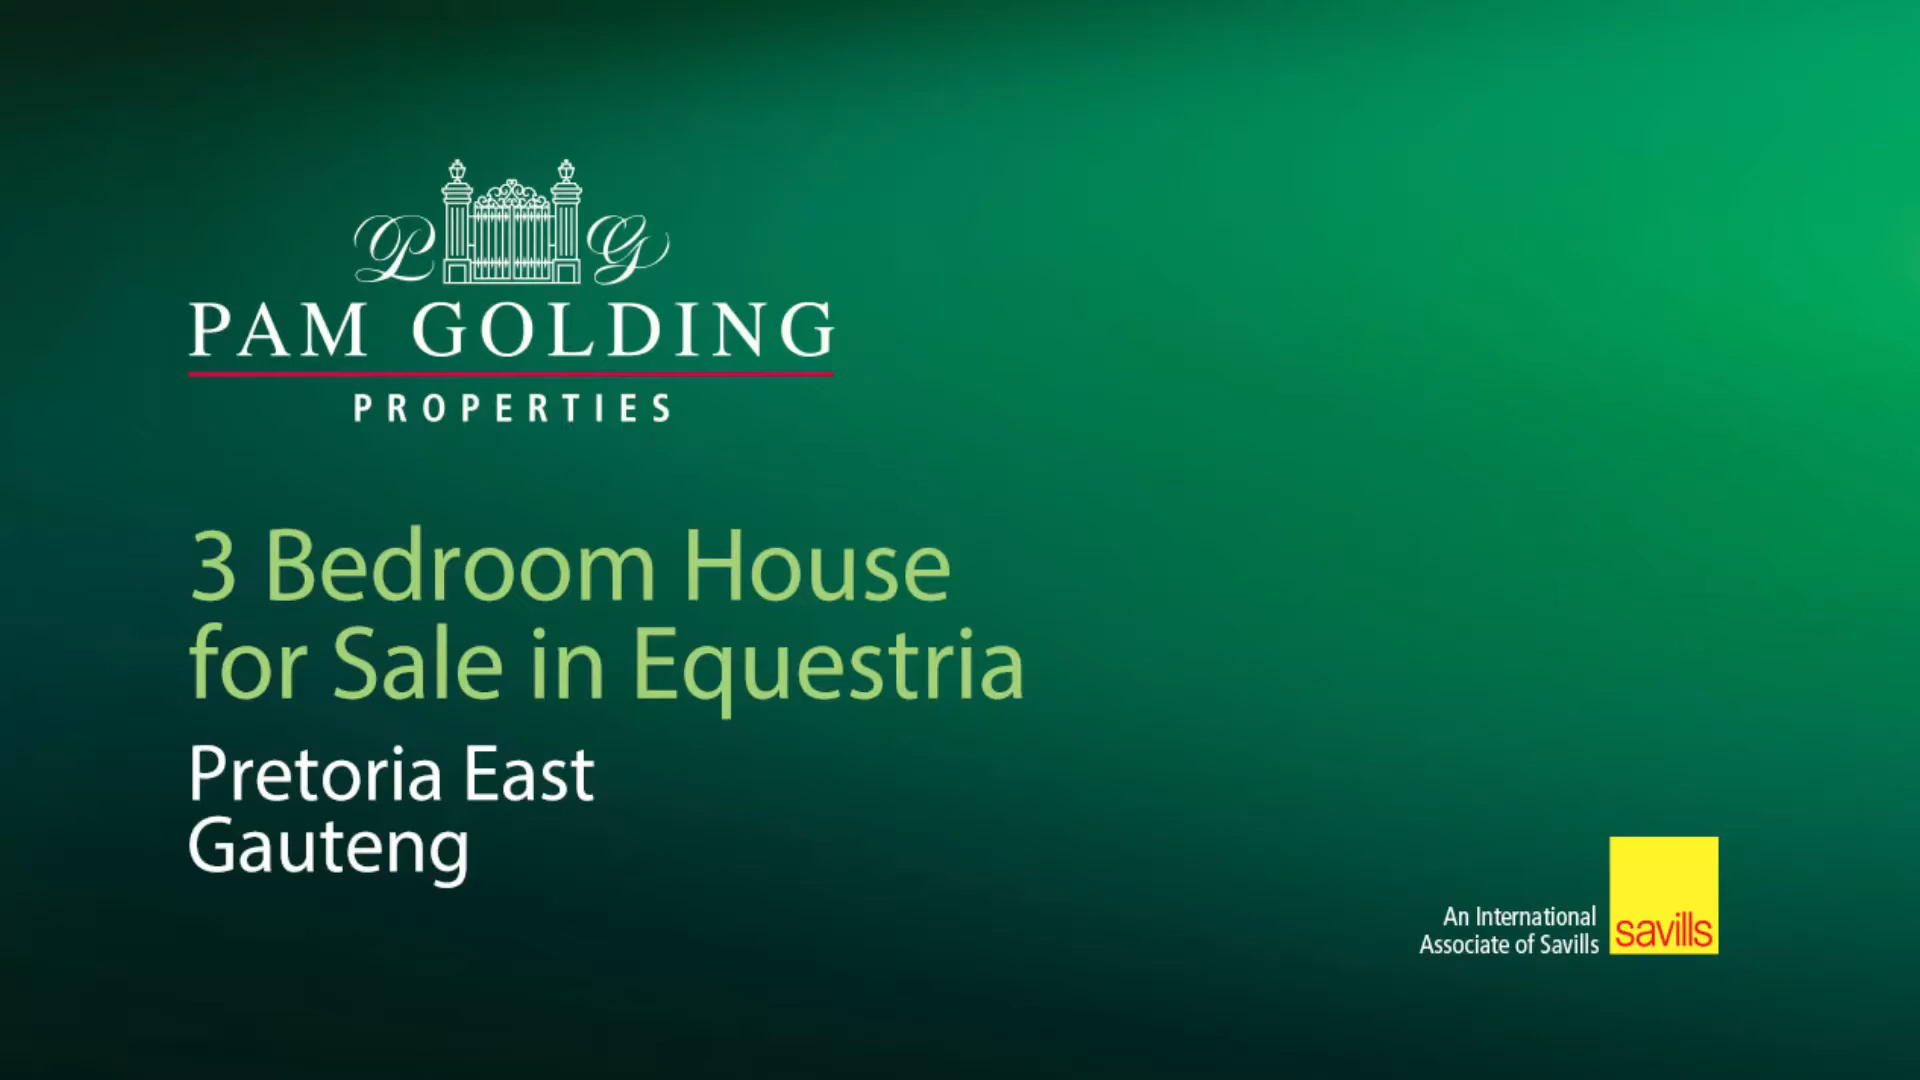 P G
PAM GOLDING
PROPERTIES
3 Bedroom House
for Sale in Equestria
Pretoria East
Gauteng
An International
Associate of Savills
savills